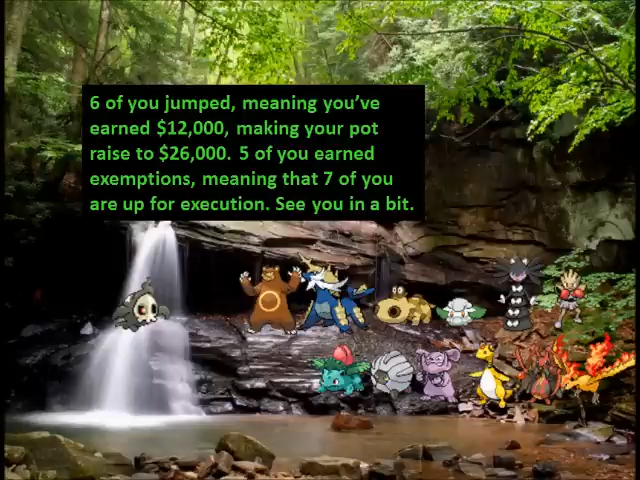 6 of you jumped, meaning you’ve
earned $12,000, making your pot
raise to $26,000. 5 of you earned
exemptions, meaning that 7 of you
are up for execution. See you in a bit.